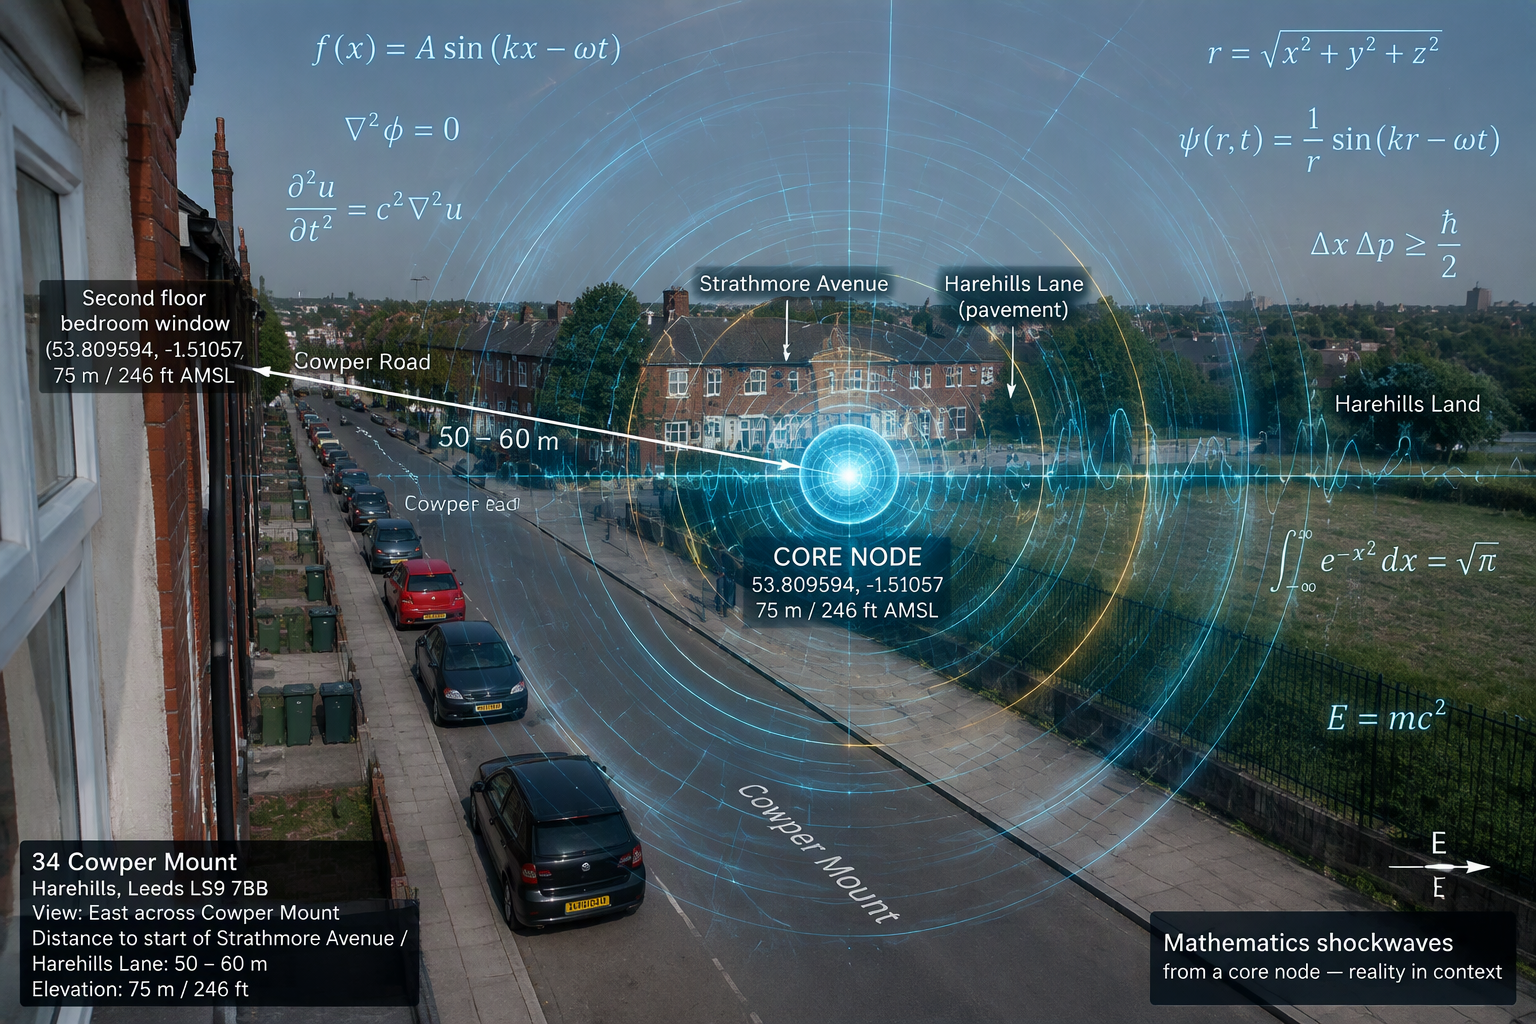 f(x) = A sin (kx − ωt)
∇²ϕ = 0
∂²u/∂t² = c²∇²u
r = √(x² + y² + z²)
ψ(r, t) = 1/r sin (kr − ωt)
Δx Δp ≥ ħ/2
Second floor
bedroom window
(53.809594, -1.51057,
75 m / 246 ft AMSL
Cowper Road
50 – 60 m
Cowper
Strathmore Avenue
Harehills Lane
(pavement)
Harehills Land
CORE NODE
53.809594, -1.51057
75 m / 246 ft AMSL
∫_−∞^∞ e^−x² dx = √π
E = mc²
Cowper Mount
E
E
34 Cowper Mount
Harehills, Leeds LS9 7BB
View: East across Cowper Mount
Distance to start of Strathmore Avenue /
Harehills Lane: 50 – 60 m
Elevation: 75 m / 246 ft
Mathematics shockwaves
from a core node — reality in context